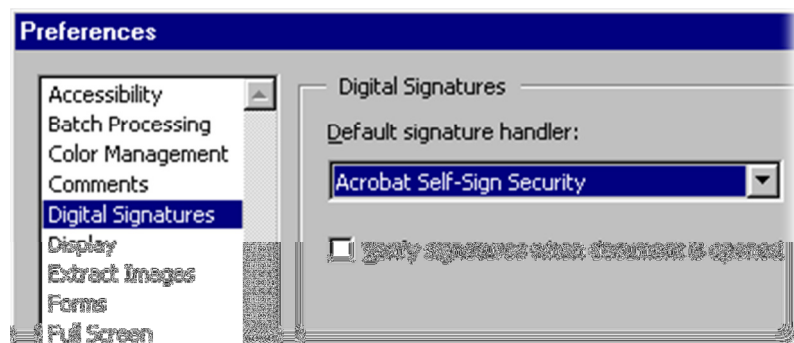 Preferences
Accessibility
Batch Processing
Color Management
Comments
Digital Signatures
Display
Extract Images
Forms
Full Screen
Digital Signatures
Default signature handler:
Acrobat Self-Sign Security
Verify signatures when document is opened